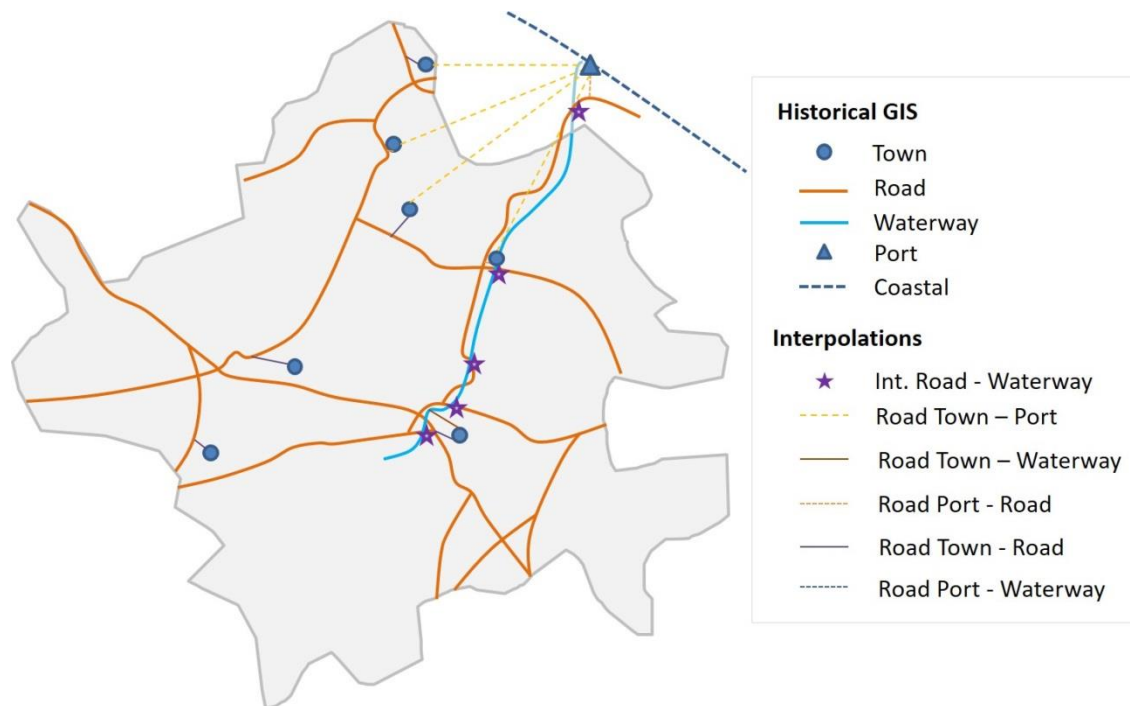 Historical GIS
Town
Road
Waterway
Port
Coastal
Interpolations
Int. Road - Waterway
Road Town – Port
Road Town – Waterway
Road Port - Road
Road Town - Road
Road Port - Waterway